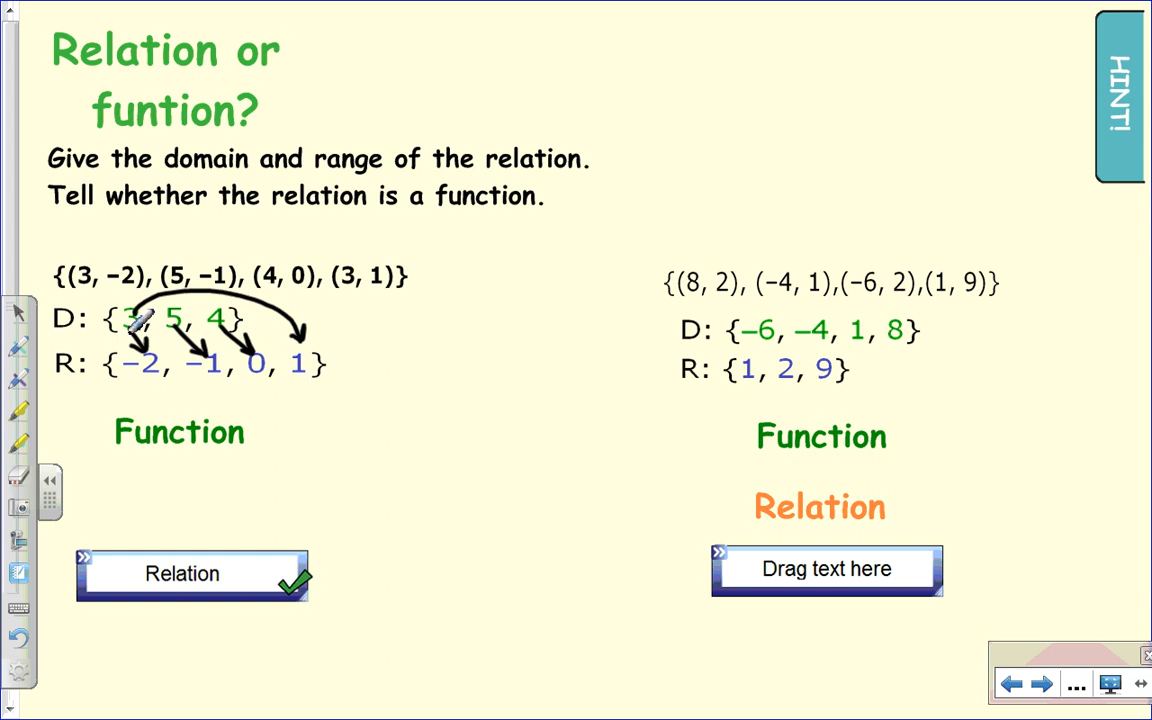 Relation or
funtion?
HINT!
Give the domain and range of the relation.
Tell whether the relation is a function.
{(3, −2), (5, −1), (4, 0), (3, 1)}
D: {3, 5, 4}
R: {−2, −1, 0, 1}
Function
Relation
{(8, 2), (−4, 1),(−6, 2),(1, 9)}
D: {−6, −4, 1, 8}
R: {1, 2, 9}
Function
Relation
Drag text here